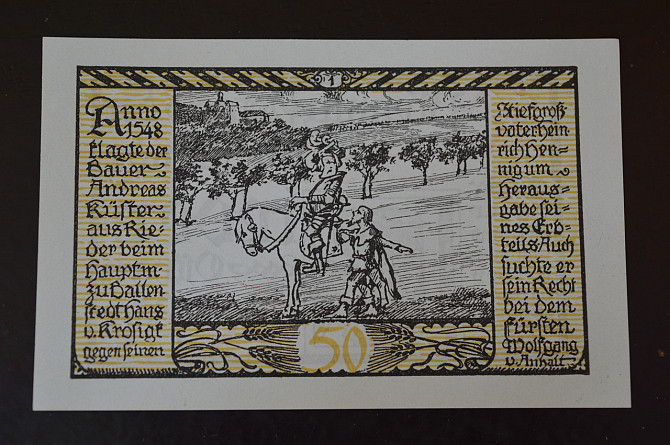 1
Anno
1548
klagte der
Bauer
Andreas
Küster
aus Rie-
der beim
Hauptm.
zu Ballen
stedt Hans
v. Krosigk
gegen seinen
Stiefgroß
vater Hein
rich Hen-
nig um
Heraus-
gabe sei-
nes Erb-
teils Auch
suchte er
sein Recht
bei dem
Fürsten
Wolfgang
v. Anhalt
50